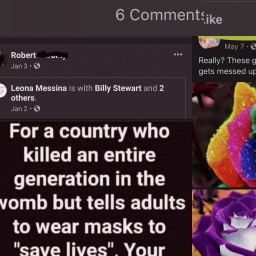 6 Comments
ike
Robert
Jan 3 ·
Leona Messina is with Billy Stewart and 2
others.
Jan 2 ·
For a country who
killed an entire
generation in the
womb but tells adults
to wear masks to
"save lives". Your
May 7 ·
Really? These g
gets messed up